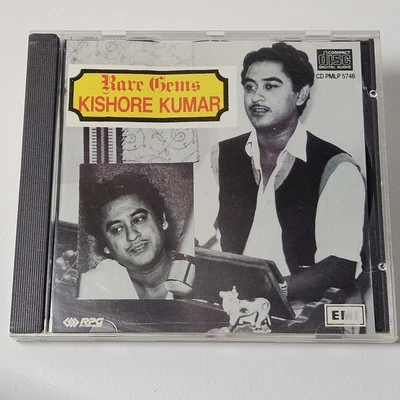 Rare Gems
KISHORE KUMAR
COMPACT
disc
DIGITAL AUDIO
CD PMLP 5746
RPG
EMI